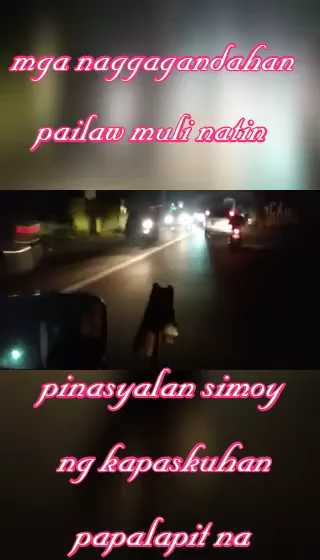 mga naggagandahan
pailaw muli natin
pinasyalan simoy
ng kapaskuhan
papalapit na